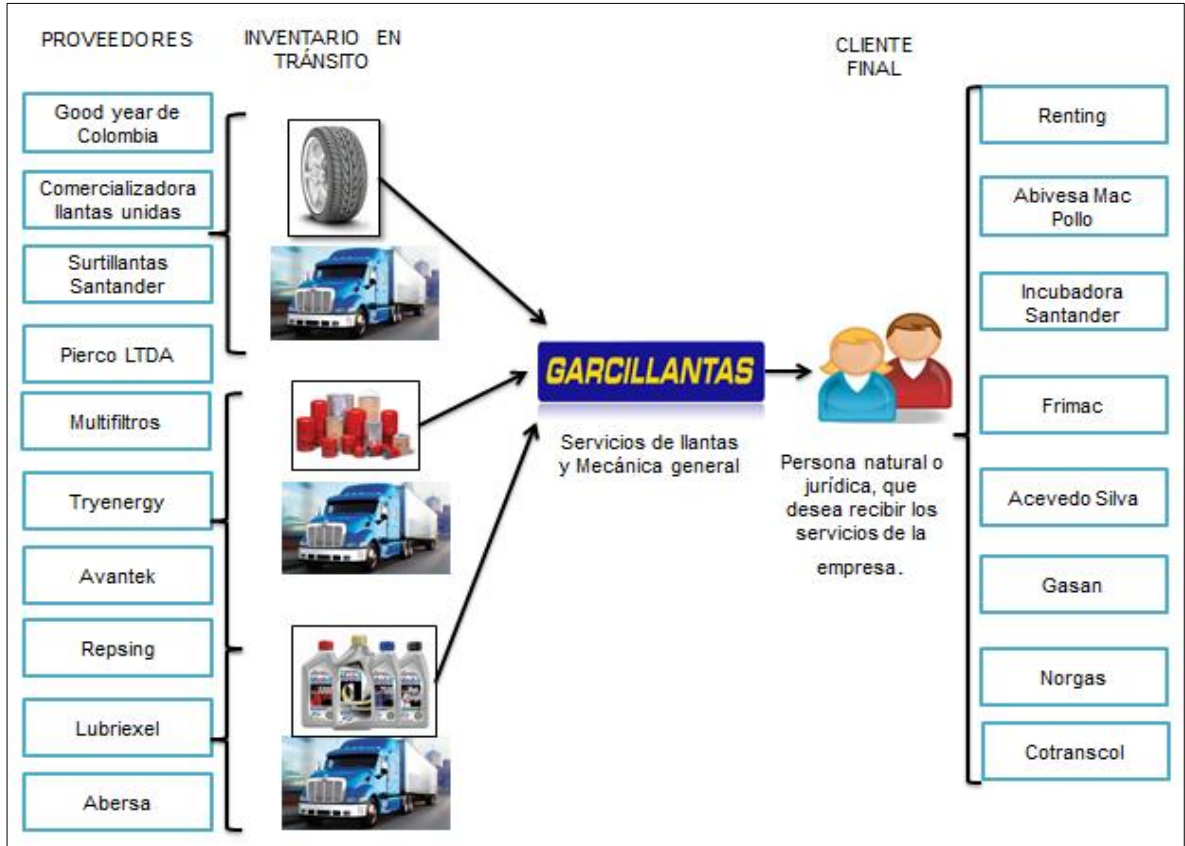 PROVEEDORES
INVENTARIO EN
TRÁNSITO
CLIENTE
FINAL
Good year de
Colombia
Comercializadora
llantas unidas
Surtillantas
Santander
Pierco LTDA
Multifiltros
Tryenergy
Avantek
Repsing
Lubriexel
Abersa
GARCILLANTAS
Servicios de llantas
y Mecánica general
Persona natural o
jurídica, que
desea recibir los
servicios de la
empresa.
Renting
Abivesa Mac
Pollo
Incubadora
Santander
Frimac
Acevedo Silva
Gasan
Norgas
Cotranscol